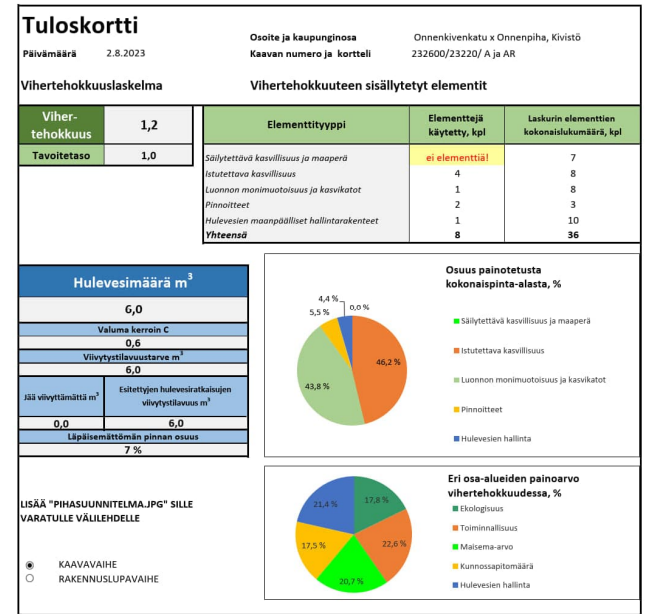 Tuloskortti
Päivämäärä 2.8.2023
Osoite ja kaupunginosa Onnenkivenkatu x Onnenpiha, Kivistö
Kaavan numero ja kortteli 232600/23220/ A ja AR
Vihertehokkuuslaskelma
Vihertehokkuuteen sisällytetyt elementit
Viher-
tehokkuus 1,2
Tavoitetaso 1,0
Elementtityyppi
Elementtejä
käytetty, kpl
Laskurin elementtien
kokonaislukumäärä, kpl
Säilytettävä kasvillisuus ja maaperä ei elementtiä! 7
Istutettava kasvillisuus 4 8
Luonnon monimuotoisuus ja kasvikatot 1 8
Pinnoitteet 2 3
Hulevesien maanpäälliset hallintarakenteet 1 10
Yhteensä 8 36
Hulevesimäärä m³
6,0
Valuma kerroin C
0,6
Viivytystilavuustarve m³
6,0
Jää viivyttämättä m³
Esitettyjen hulevesiratkaisujen
viivytystilavuus m³
0,0 6,0
Läpäisemättömän pinnan osuus
7 %
Osuus painotetusta
kokonaispinta-alasta, %
4,4 %
0,0 %
5,5 %
46,2 %
43,8 %
Säilytettävä kasvillisuus ja maaperä
Istutettava kasvillisuus
Luonnon monimuotoisuus ja kasvikatot
Pinnoitteet
Hulevesien hallinta
LISÄÄ "PIHASUUNNITELMA.JPG" SILLE
VARATULLE VÄLILEHDELLE
KAAVAVAIHE
RAKENNUSLUPAVAIHE
Eri osa-alueiden painoarvo
vihertehokkuudessa, %
21,4 %
17,8 %
22,6 %
17,5 %
20,7 %
Ekologisuus
Toiminnallisuus
Maisema-arvo
Kunnossapitomäärä
Hulevesien hallinta